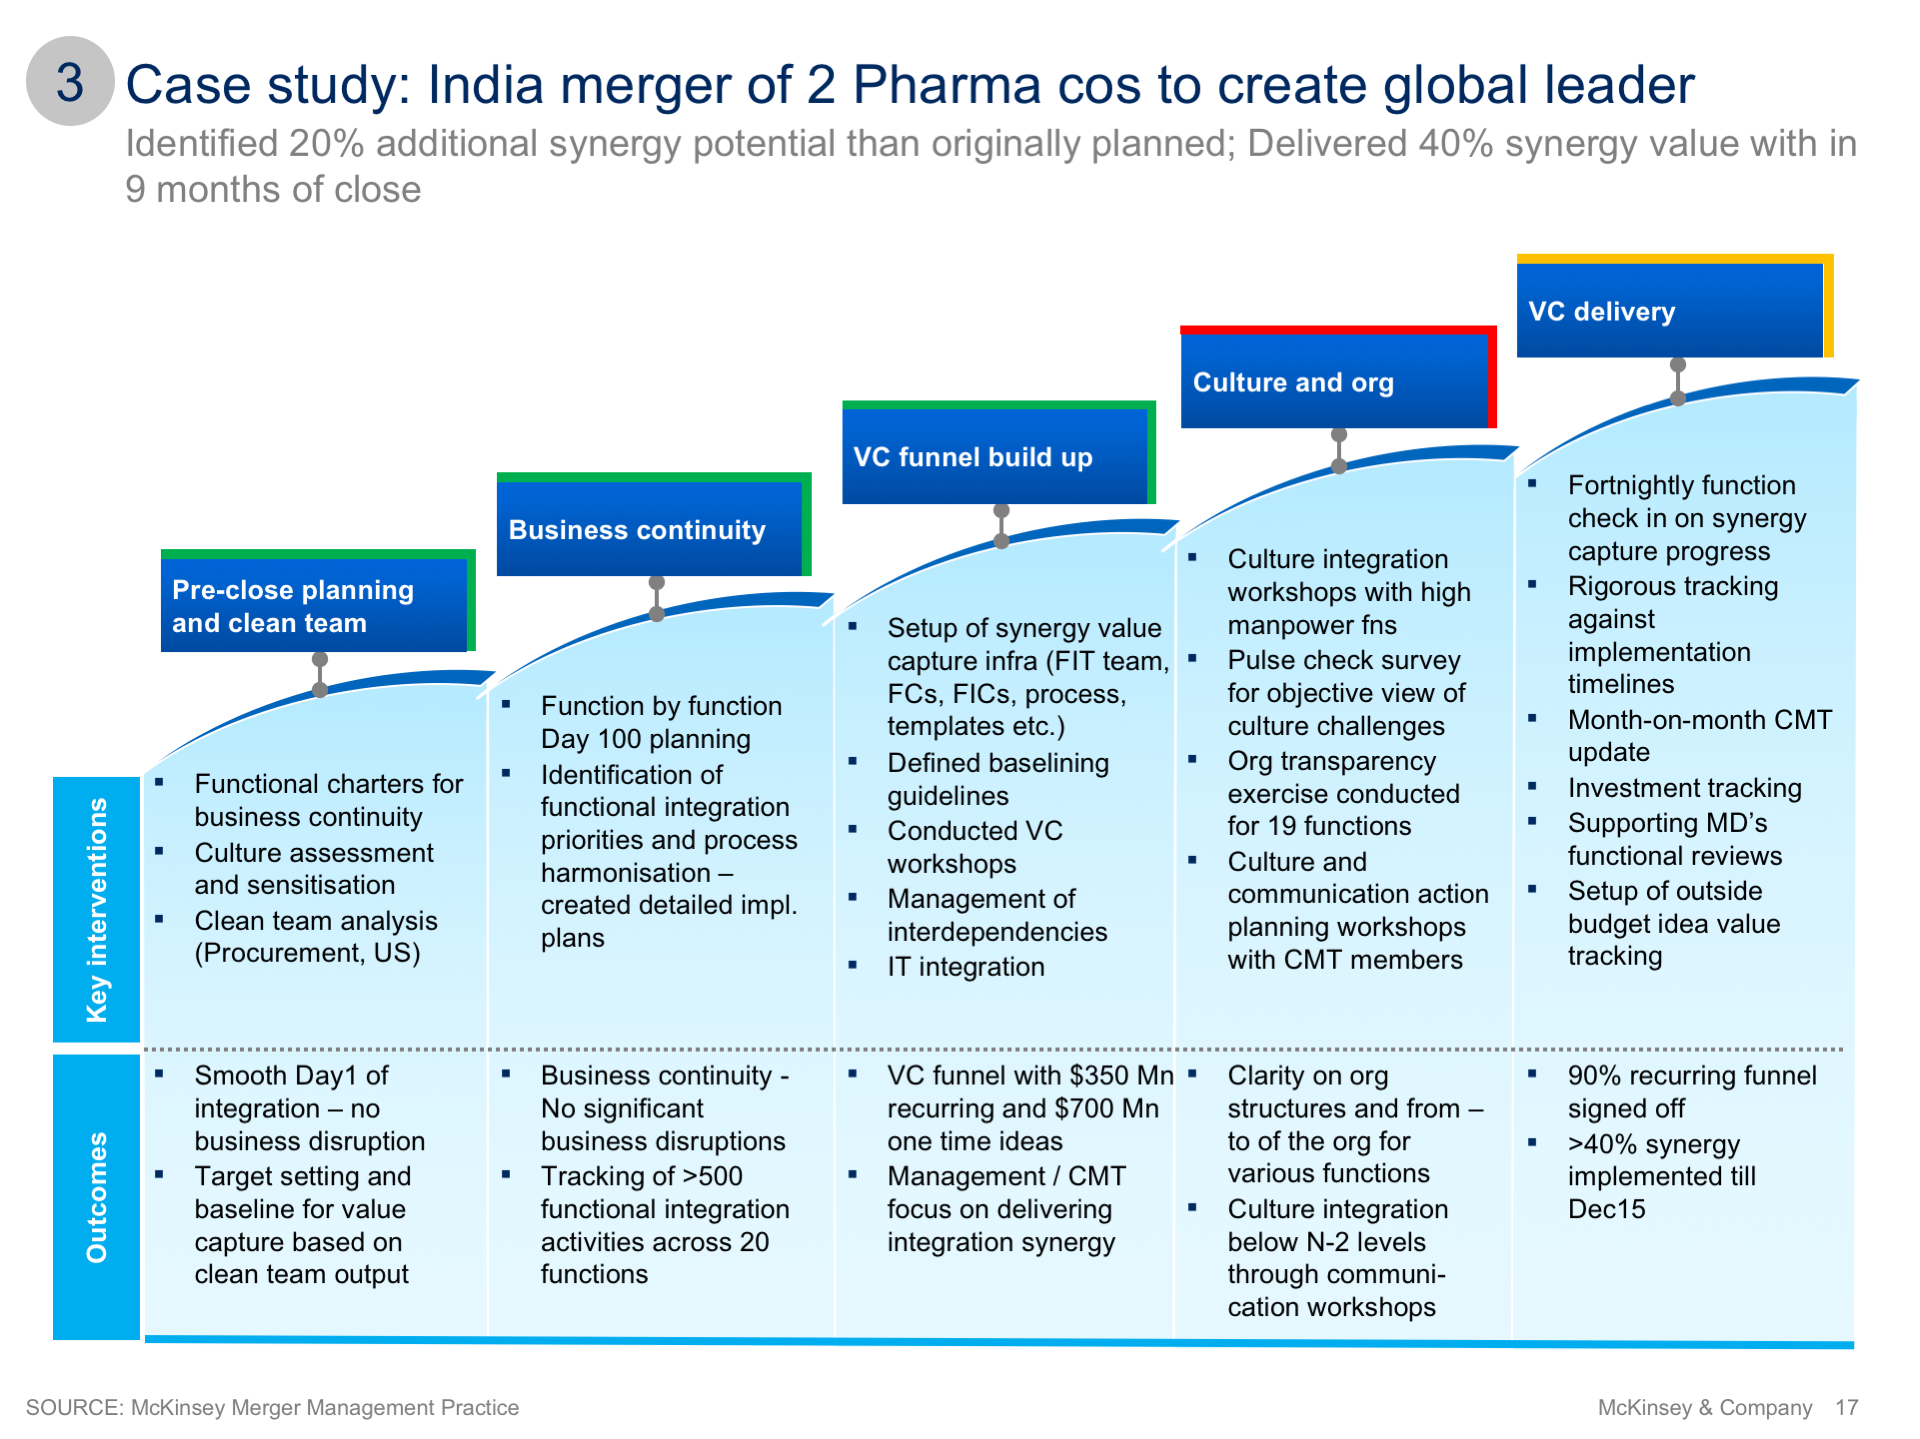 3
Case study: India merger of 2 Pharma cos to create global leader
Identified 20% additional synergy potential than originally planned; Delivered 40% synergy value with in
9 months of close
Pre-close planning
and clean team
Business continuity
VC funnel build up
Culture and org
VC delivery
Key interventions
▪ Functional charters for
business continuity
▪ Culture assessment
and sensitisation
▪ Clean team analysis
(Procurement, US)
▪ Function by function
Day 100 planning
▪ Identification of
functional integration
priorities and process
harmonisation –
created detailed impl.
plans
▪ Setup of synergy value
capture infra (FIT team,
FCs, FICs, process,
templates etc.)
▪ Defined baselining
guidelines
▪ Conducted VC
workshops
▪ Management of
interdependencies
▪ IT integration
▪ Culture integration
workshops with high
manpower fns
▪ Pulse check survey
for objective view of
culture challenges
▪ Org transparency
exercise conducted
for 19 functions
▪ Culture and
communication action
planning workshops
with CMT members
▪ Fortnightly function
check in on synergy
capture progress
▪ Rigorous tracking
against
implementation
timelines
▪ Month-on-month CMT
update
▪ Investment tracking
▪ Supporting MD’s
functional reviews
▪ Setup of outside
budget idea value
tracking
Outcomes
▪ Smooth Day1 of
integration – no
business disruption
▪ Target setting and
baseline for value
capture based on
clean team output
▪ Business continuity -
No significant
business disruptions
▪ Tracking of >500
functional integration
activities across 20
functions
▪ VC funnel with $350 Mn
recurring and $700 Mn
one time ideas
▪ Management / CMT
focus on delivering
integration synergy
▪ Clarity on org
structures and from –
to of the org for
various functions
▪ Culture integration
below N-2 levels
through communi-
cation workshops
▪ 90% recurring funnel
signed off
▪ >40% synergy
implemented till
Dec15
SOURCE: McKinsey Merger Management Practice
McKinsey & Company 17